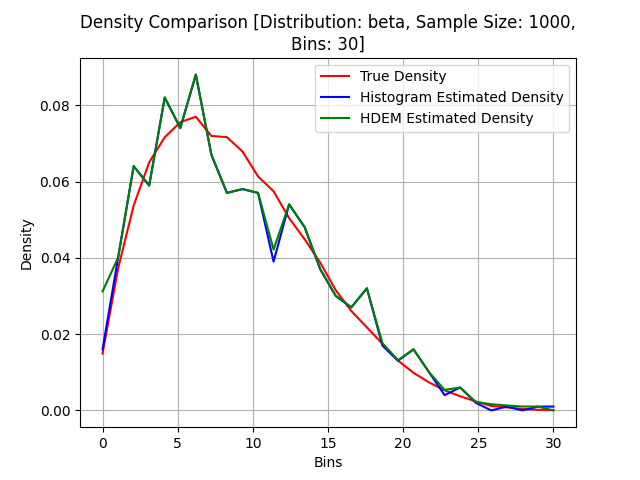 Density Comparison [Distribution: beta, Sample Size: 1000,
Bins: 30]
True Density
Histogram Estimated Density
HDEM Estimated Density
Density
0.08
0.06
0.04
0.02
0.00
0 5 10 15 20 25 30
Bins